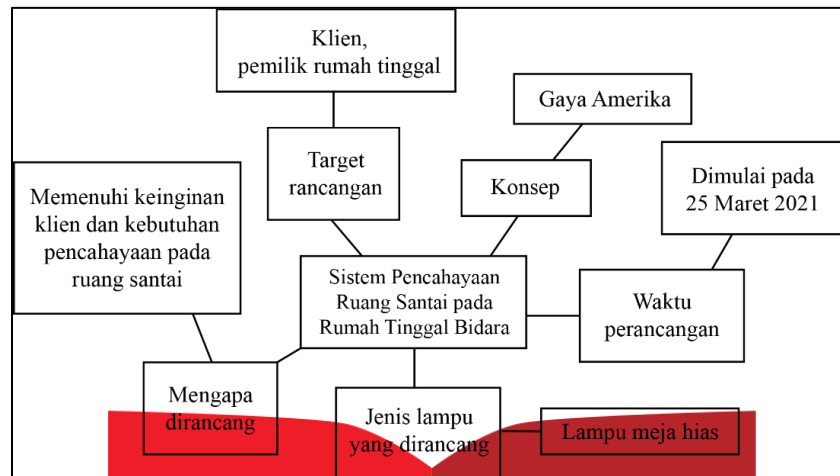 Klien,
pemilik rumah tinggal
Gaya Amerika
Target
rancangan
Konsep
Dimulai pada
25 Maret 2021
Memenuhi keinginan
klien dan kebutuhan
pencahayaan pada
ruang santai
Sistem Pencahayaan
Ruang Santai pada
Rumah Tinggal Bidara
Waktu
perancangan
Mengapa
dirancang
Jenis lampu
yang dirancang
Lampu meja hias